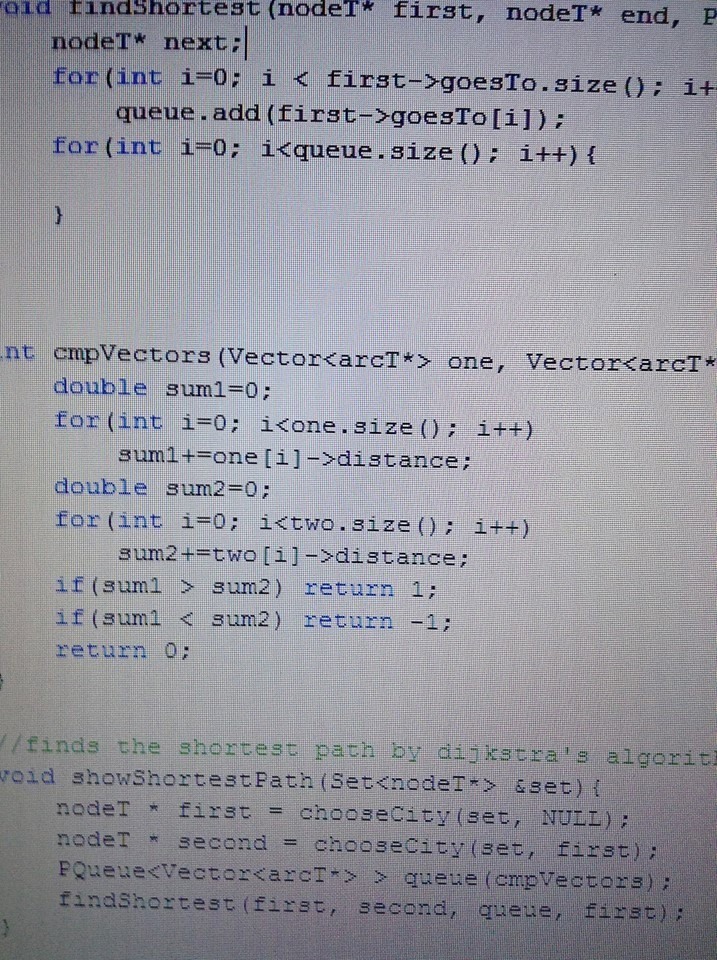 void findShortest(nodeT* first, nodeT* end, P
nodeT* next;
for(int i=0; i < first->goesTo.size(); i+
queue.add(first->goesTo[i]);
for(int i=0; i<queue.size(); i++){
}
int cmpVectors(Vector<arcT*> one, Vector<arcT*
double sum1=0;
for(int i=0; i<one.size(); i++)
sum1+=one[i]->distance;
double sum2=0;
for(int i=0; i<two.size(); i++)
sum2+=two[i]->distance;
if(sum1 > sum2) return 1;
if(sum1 < sum2) return -1;
return 0;
}
//finds the shortest path by dijkstra's algorith
void showShortestPath(Set<nodeT*> &set){
nodeT * first = chooseCity(set, NULL);
nodeT * second = chooseCity(set, first);
PQueue<Vector<arcT*> > queue(cmpVectors);
findShortest(first, second, queue, first);
}